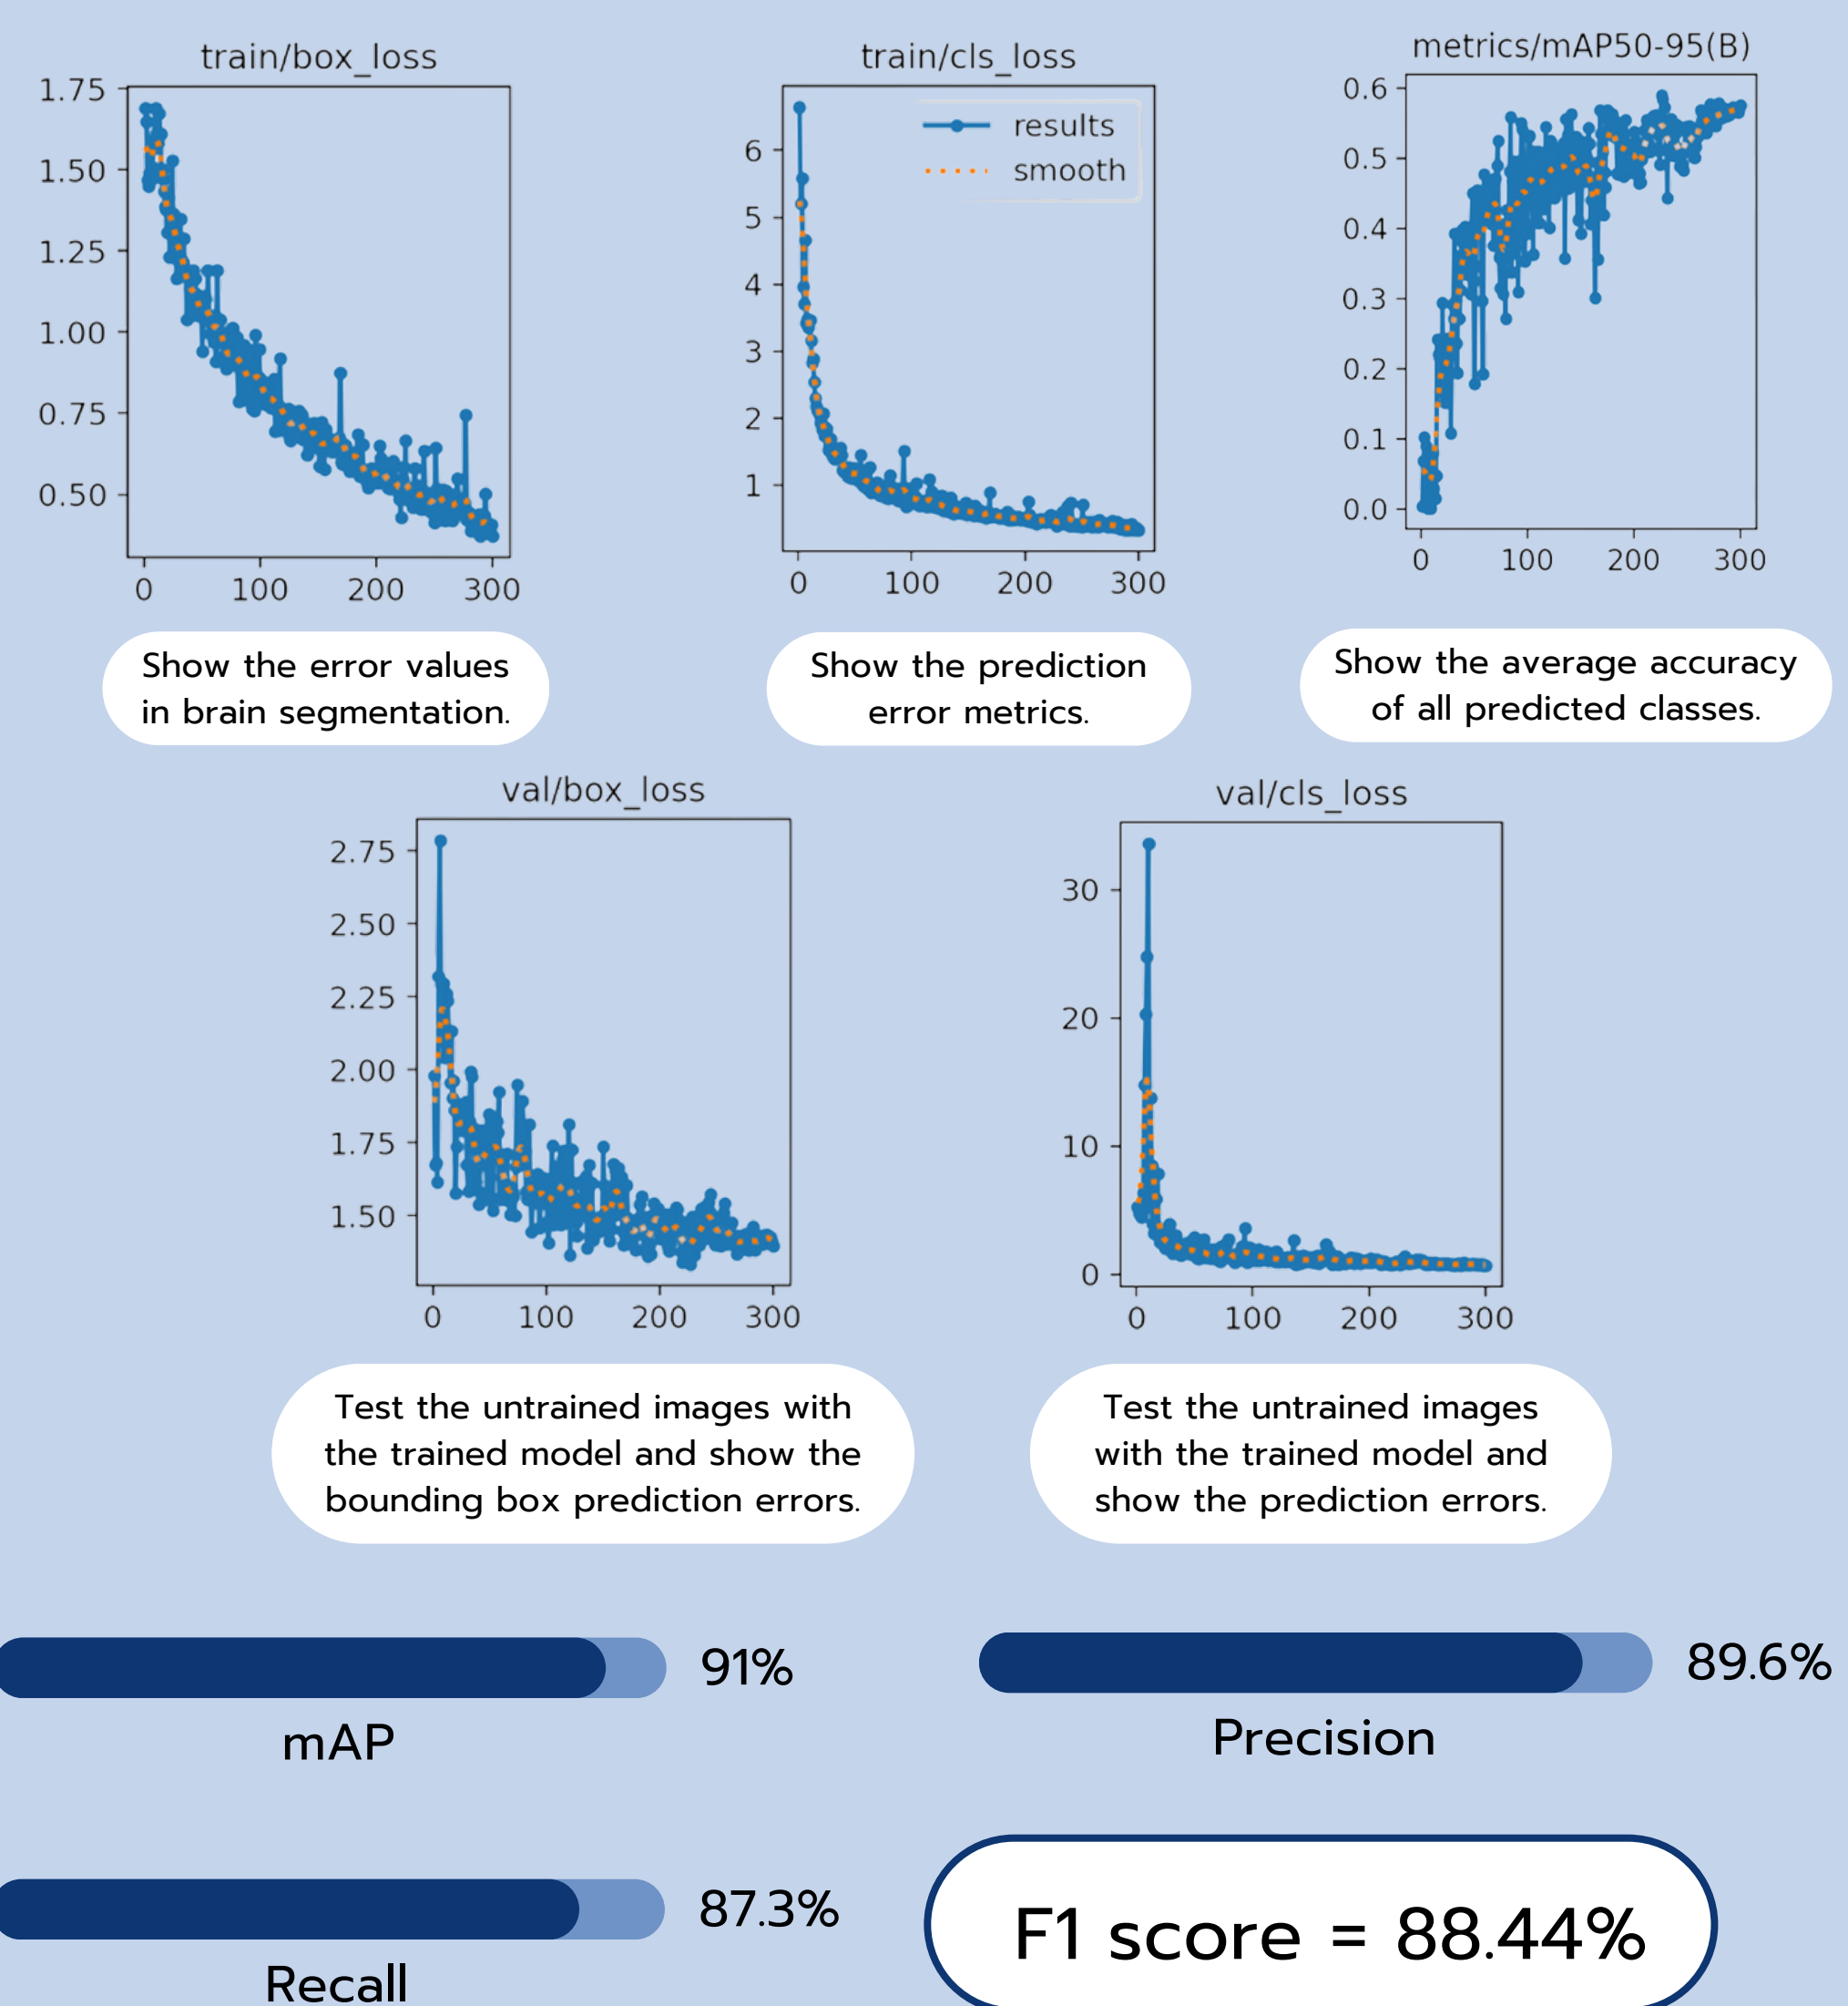 train/box_loss
1.75
1.50
1.25
1.00
0.75
0.50
0 100 200 300
train/cls_loss
results
smooth
6
5
4
3
2
1
0 100 200 300
metrics/mAP50-95(B)
0.6
0.5
0.4
0.3
0.2
0.1
0.0
0 100 200 300
Show the error values
in brain segmentation.
Show the prediction
error metrics.
Show the average accuracy
of all predicted classes.
val/box_loss
2.75
2.50
2.25
2.00
1.75
1.50
0 100 200 300
val/cls_loss
30
20
10
0
0 100 200 300
Test the untrained images with
the trained model and show the
bounding box prediction errors.
Test the untrained images
with the trained model and
show the prediction errors.
91%
mAP
89.6%
Precision
87.3%
Recall
F1 score = 88.44%